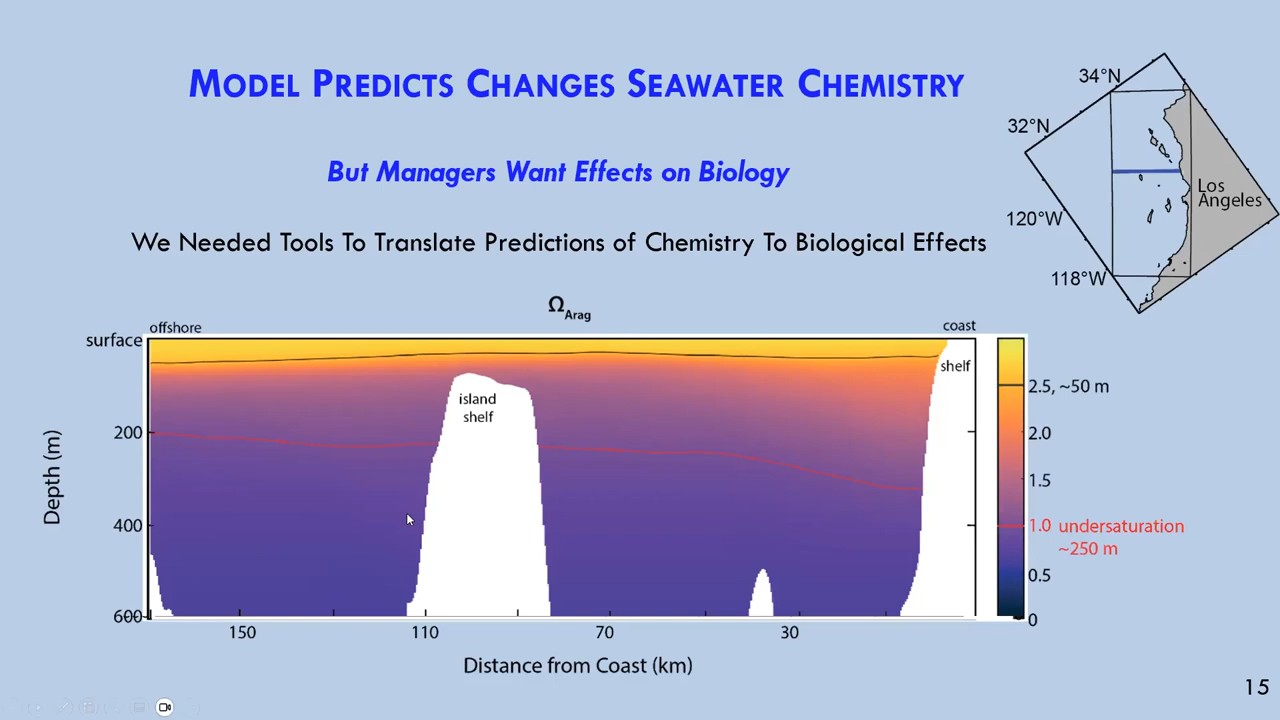 MODEL PREDICTS CHANGES SEAWATER CHEMISTRY
But Managers Want Effects on Biology
We Needed Tools To Translate Predictions of Chemistry To Biological Effects
34°N
32°N
120°W
118°W
Los
Angeles
Ω Arag
offshore
coast
surface
200
400
600
Depth (m)
island
shelf
shelf
150
110
70
30
Distance from Coast (km)
2.5, ~50 m
2.0
1.5
1.0 undersaturation
~250 m
0.5
0
15